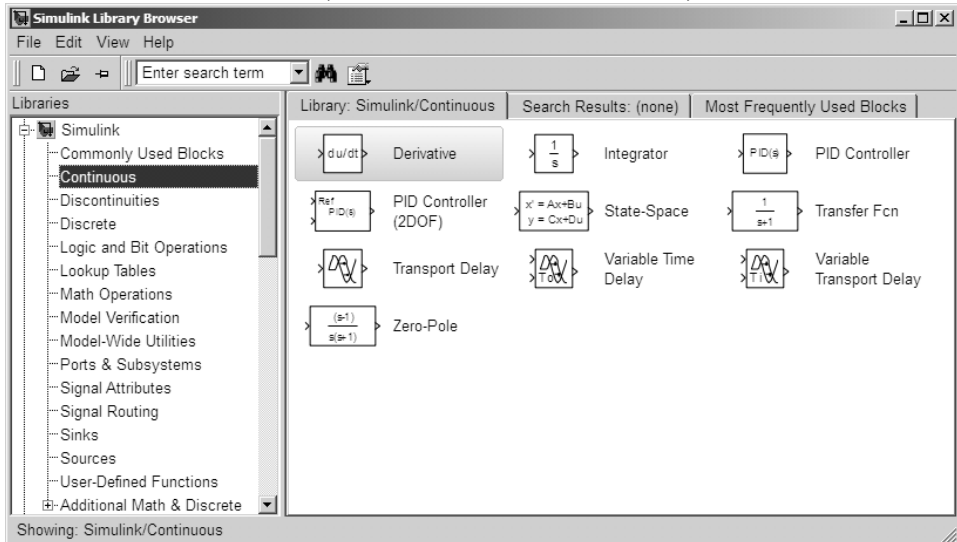 Simulink Library Browser
File Edit View Help
Enter search term
Libraries
Simulink
Commonly Used Blocks
Continuous
Discontinuities
Discrete
Logic and Bit Operations
Lookup Tables
Math Operations
Model Verification
Model-Wide Utilities
Ports & Subsystems
Signal Attributes
Signal Routing
Sinks
Sources
User-Defined Functions
Additional Math & Discrete
Library: Simulink/Continuous Search Results: (none) Most Frequently Used Blocks
du/dt Derivative
1
s
Integrator
PID(s) PID Controller
Ref
PID(s)
PID Controller
(2DOF)
x' = Ax+Bu
y = Cx+Du
State-Space
1
s+1
Transfer Fcn
Transport Delay
To
Variable Time
Delay
Ti
Variable
Transport Delay
(s-1)
s(s+1)
Zero-Pole
Showing: Simulink/Continuous